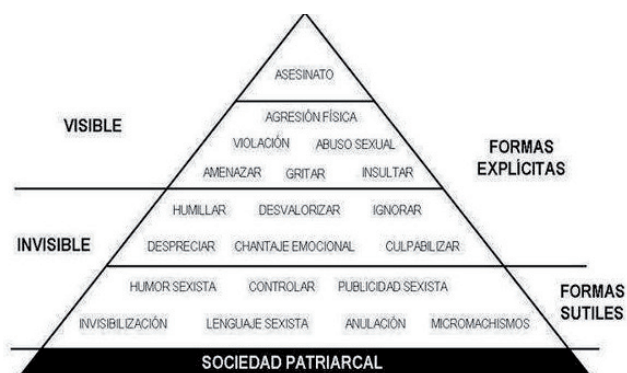 ASESINATO
AGRESIÓN FÍSICA
VISIBLE
VIOLACIÓN ABUSO SEXUAL
FORMAS
EXPLÍCITAS
AMENAZAR GRITAR INSULTAR
HUMILLAR DESVALORIZAR IGNORAR
INVISIBLE
DESPRECIAR CHANTAJE EMOCIONAL CULPABILIZAR
HUMOR SEXISTA CONTROLAR PUBLICIDAD SEXISTA
FORMAS
SUTILES
INVISIBILIZACIÓN LENGUAJE SEXISTA ANULACIÓN MICROMACHISMOS
SOCIEDAD PATRIARCAL